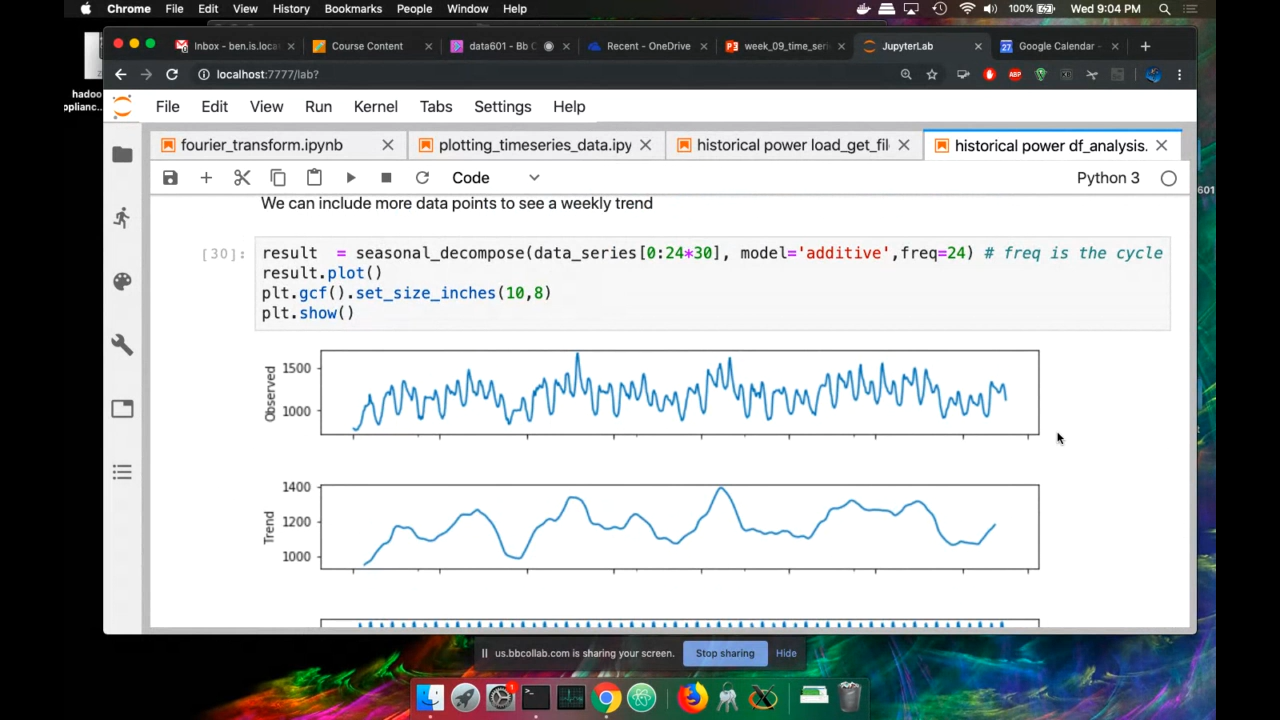 Chrome File Edit View History Bookmarks People Window Help 100% Wed 9:04 PM
Inbox - ben.is.loca Course Content data601 - Bb C Recent - OneDrive week_09_time_seri JupyterLab Google Calendar -
localhost:7777/lab?
ABP
hadoo
pplianc...
File Edit View Run Kernel Tabs Settings Help
fourier_transform.ipynb plotting_timeseries_data.ipy historical power load_get_fil historical power df_analysis.
Code Python 3
601
We can include more data points to see a weekly trend
[30]: result = seasonal_decompose(data_series[0:24*30], model='additive',freq=24) # freq is the cycle
result.plot()
plt.gcf().set_size_inches(10,8)
plt.show()
Observed
1500
1000
Trend
1400
1200
1000
us.bbcollab.com is sharing your screen. Stop sharing Hide